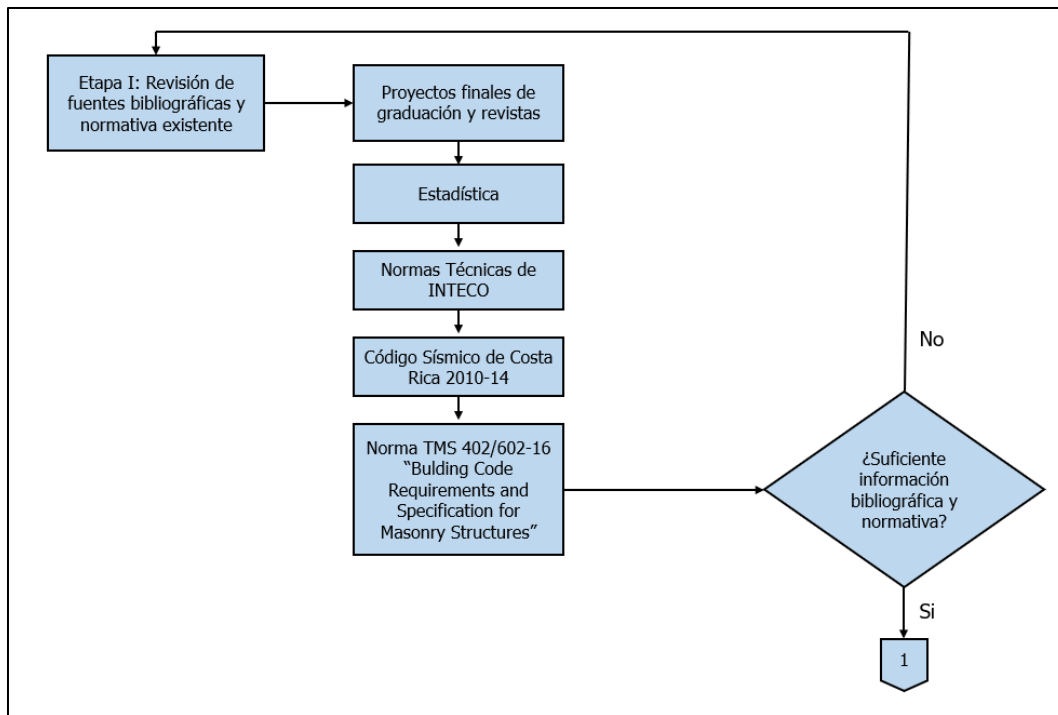 Etapa I: Revisión de
fuentes bibliográficas y
normativa existente
Proyectos finales de
graduación y revistas
Estadística
Normas Técnicas de
INTECO
Código Sísmico de Costa
Rica 2010-14
Norma TMS 402/602-16
“Bulding Code
Requirements and
Specification for
Masonry Structures”
¿Suficiente
información
bibliográfica y
normativa?
No
Si
1